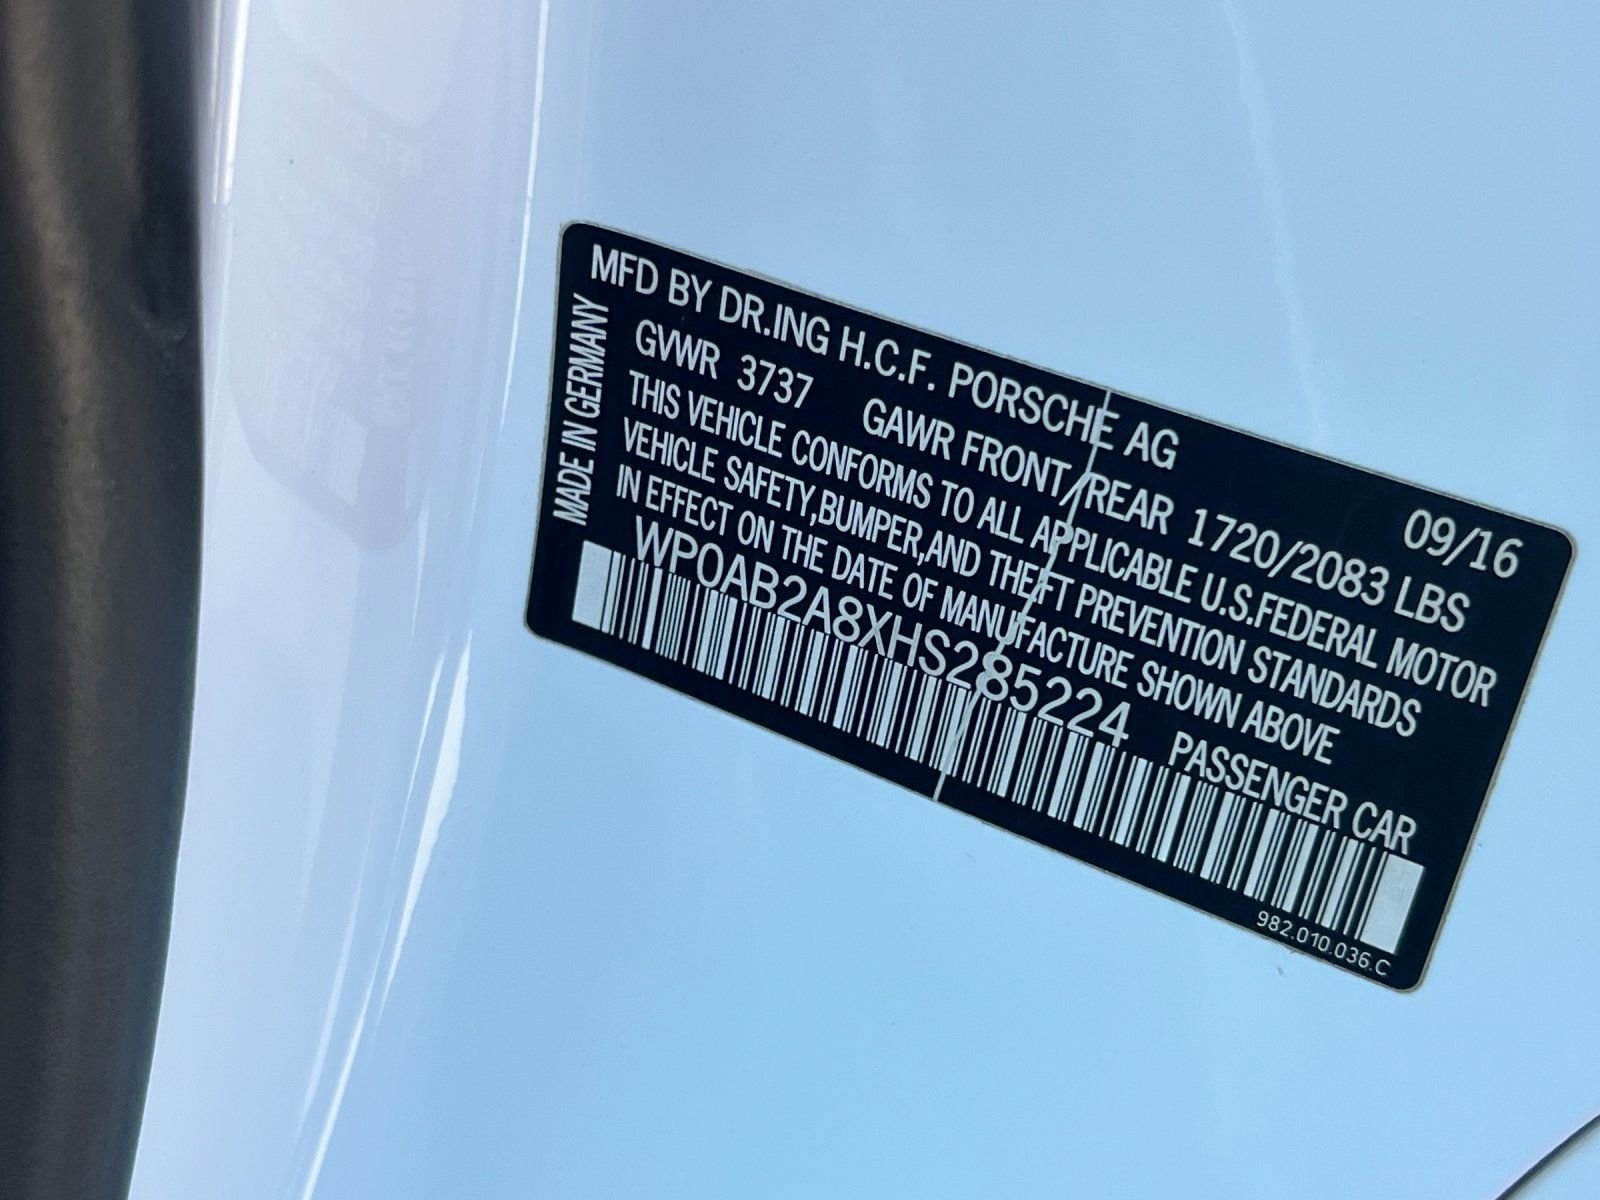 MFD BY DR.ING H.C.F. PORSCHE AG
09/16
MADE IN GERMANY
GVWR 3737 GAWR FRONT/REAR 1720/2083 LBS
THIS VEHICLE CONFORMS TO ALL APPLICABLE U.S.FEDERAL MOTOR
VEHICLE SAFETY,BUMPER,AND THEFT PREVENTION STANDARDS
IN EFFECT ON THE DATE OF MANUFACTURE SHOWN ABOVE
WP0AB2A8XHS285224
PASSENGER CAR
982.010.036.C